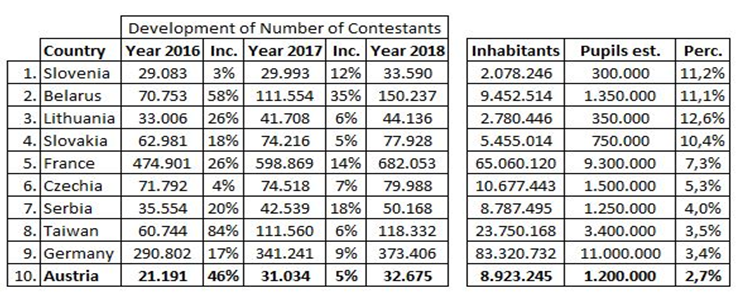 Development of Number of Contestants
Country Year 2016 Inc. Year 2017 Inc. Year 2018 Inhabitants Pupils est. Perc.
1. Slovenia 29.083 3% 29.993 12% 33.590 2.078.246 300.000 11,2%
2. Belarus 70.753 58% 111.554 35% 150.237 9.452.514 1.350.000 11,1%
3. Lithuania 33.006 26% 41.708 6% 44.136 2.780.446 350.000 12,6%
4. Slovakia 62.981 18% 74.216 5% 77.928 5.455.014 750.000 10,4%
5. France 474.901 26% 598.869 14% 682.053 65.060.120 9.300.000 7,3%
6. Czechia 71.792 4% 74.518 7% 79.988 10.677.443 1.500.000 5,3%
7. Serbia 35.554 20% 42.539 18% 50.168 8.787.495 1.250.000 4,0%
8. Taiwan 60.744 84% 111.560 6% 118.332 23.750.168 3.400.000 3,5%
9. Germany 290.802 17% 341.241 9% 373.406 83.320.732 11.000.000 3,4%
10. Austria 21.191 46% 31.034 5% 32.675 8.923.245 1.200.000 2,7%